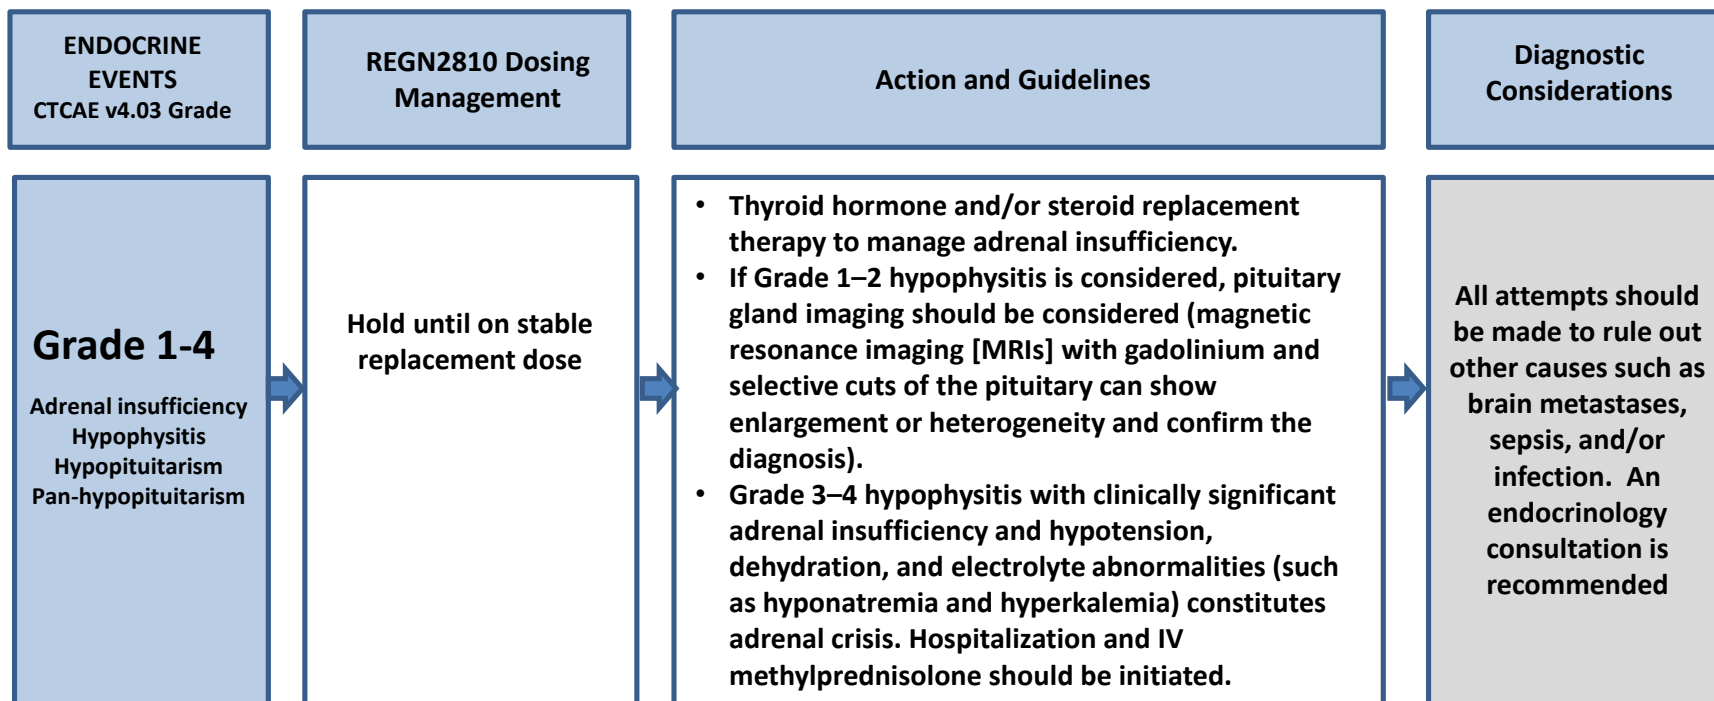 ENDOCRINE
EVENTS
CTCAE v4.03 Grade
REGN2810 Dosing
Management
Action and Guidelines
Diagnostic
Considerations
Grade 1-4
Adrenal insufficiency
Hypophysitis
Hypopituitarism
Pan-hypopituitarism
Hold until on stable
replacement dose
• Thyroid hormone and/or steroid replacement
therapy to manage adrenal insufficiency.
• If Grade 1–2 hypophysitis is considered, pituitary
gland imaging should be considered (magnetic
resonance imaging [MRIs] with gadolinium and
selective cuts of the pituitary can show
enlargement or heterogeneity and confirm the
diagnosis).
• Grade 3–4 hypophysitis with clinically significant
adrenal insufficiency and hypotension,
dehydration, and electrolyte abnormalities (such
as hyponatremia and hyperkalemia) constitutes
adrenal crisis. Hospitalization and IV
methylprednisolone should be initiated.
All attempts should
be made to rule out
other causes such as
brain metastases,
sepsis, and/or
infection.  An
endocrinology
consultation is
recommended